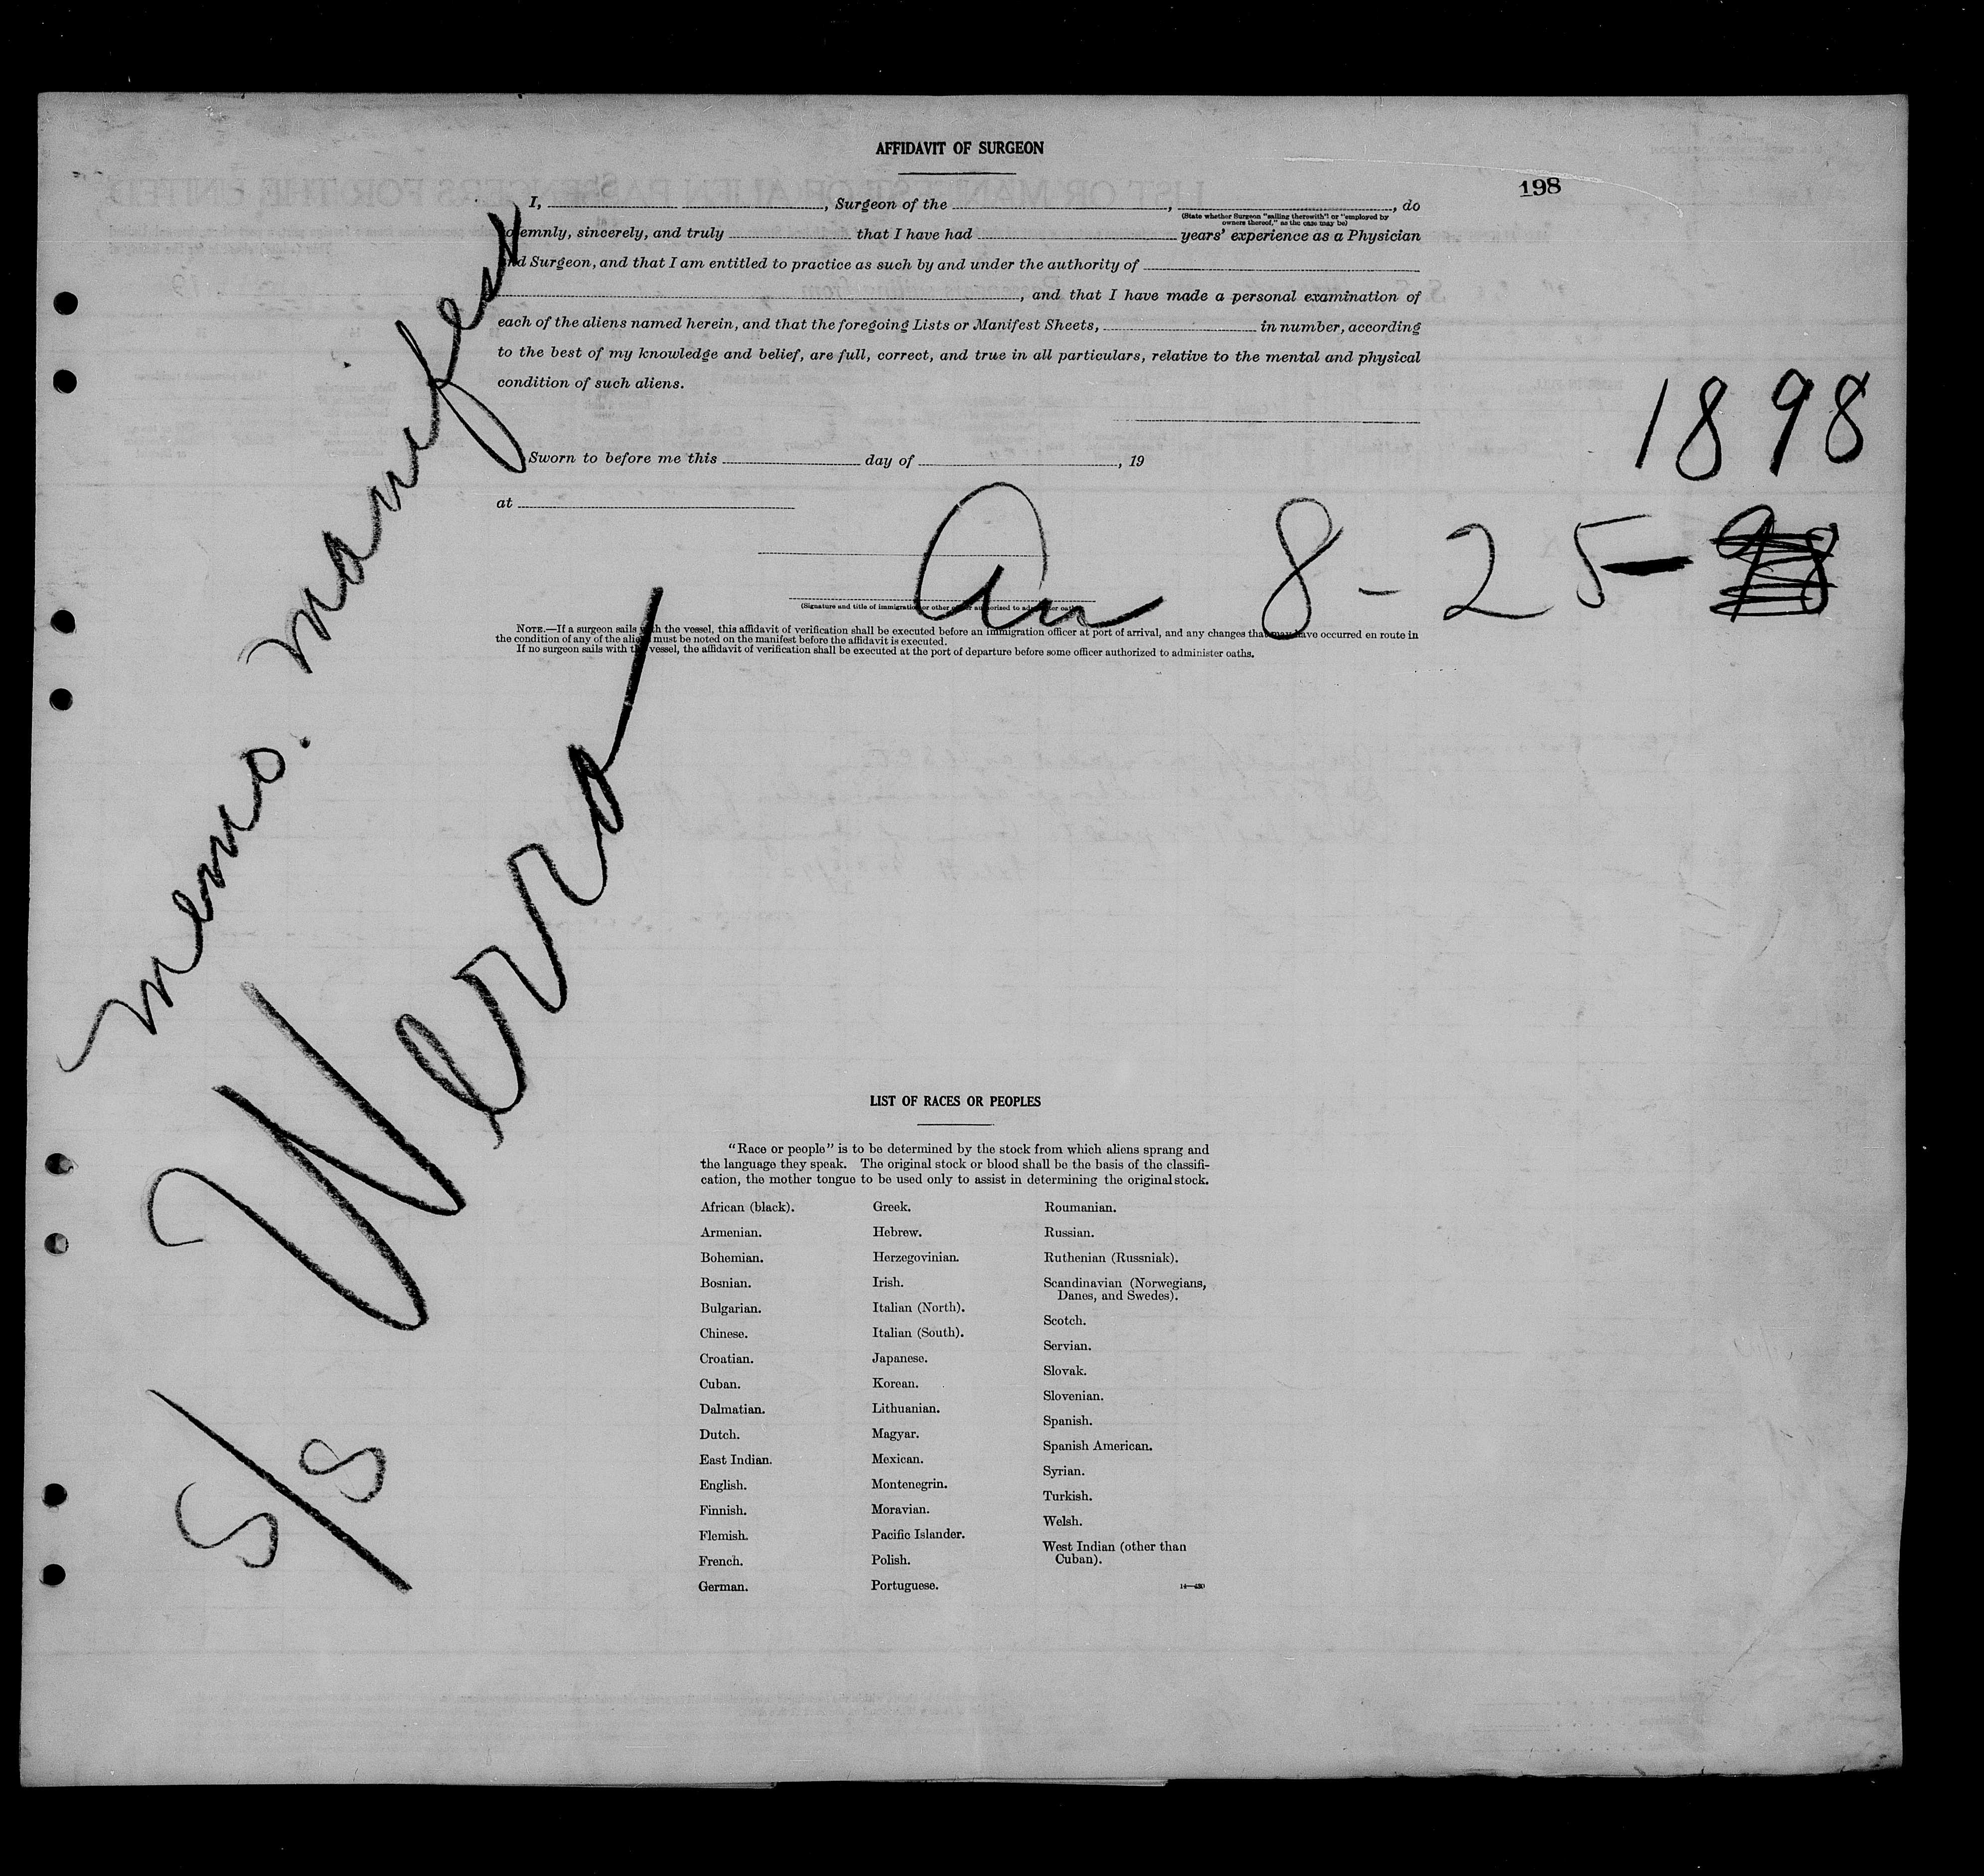 AFFIDAVIT OF SURGEON
198
I, , Surgeon of the , , do
(State whether Surgeon "sailing therewith" or "employed by
owners thereof," as the case may be)
solemnly, sincerely, and truly that I have had years' experience as a Physician
and Surgeon, and that I am entitled to practice as such by and under the authority of
, and that I have made a personal examination of
each of the aliens named herein, and that the foregoing Lists or Manifest Sheets, in number, according
to the best of my knowledge and belief, are full, correct, and true in all particulars, relative to the mental and physical
condition of such aliens.
1898
Sworn to before me this day of , 19
at
8-25-98
(Signature and title of immigration or other officer authorized to administer oaths)
NOTE.—If a surgeon sails with the vessel, this affidavit of verification shall be executed before an immigration officer at port of arrival, and any changes that may have occurred en route in
the condition of any of the aliens must be noted on the manifest before the affidavit is executed.
If no surgeon sails with the vessel, the affidavit of verification shall be executed at the port of departure before some officer authorized to administer oaths.
memo. manifest
S/S Werra
LIST OF RACES OR PEOPLES
"Race or people" is to be determined by the stock from which aliens sprang and
the language they speak. The original stock or blood shall be the basis of the classifi-
cation, the mother tongue to be used only to assist in determining the original stock.
African (black).
Armenian.
Bohemian.
Bosnian.
Bulgarian.
Chinese.
Croatian.
Cuban.
Dalmatian.
Dutch.
East Indian.
English.
Finnish.
Flemish.
French.
German.
Greek.
Hebrew.
Herzegovinian.
Irish.
Italian (North).
Italian (South).
Japanese.
Korean.
Lithuanian.
Magyar.
Mexican.
Montenegrin.
Moravian.
Pacific Islander.
Polish.
Portuguese.
Roumanian.
Russian.
Ruthenian (Russniak).
Scandinavian (Norwegians,
Danes, and Swedes).
Scotch.
Servian.
Slovak.
Slovenian.
Spanish.
Spanish American.
Syrian.
Turkish.
Welsh.
West Indian (other than
Cuban).